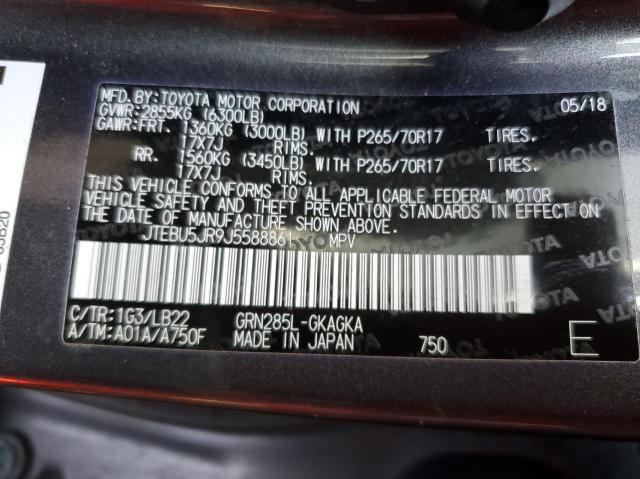 MFD.BY:TOYOTA MOTOR CORPORATION 05/18
GVWR:2855KG (6300LB)
GAWR:FRT. 1360KG (3000LB) WITH P265/70R17 TIRES.
17X7J RIMS.
RR. 1560KG (3450LB) WITH P265/70R17 TIRES.
17X7J RIMS.
THIS VEHICLE CONFORMS TO ALL APPLICABLE FEDERAL MOTOR
VEHICLE SAFETY AND THEFT PREVENTION STANDARDS IN EFFECT ON
THE DATE OF MANUFACTURE SHOWN ABOVE.
JTEBU5JR9J5588861 MPV
C/TR:1G3/LB22 GRN285L-GKAGKA
A/TM:A01A/A750F MADE IN JAPAN 750 E